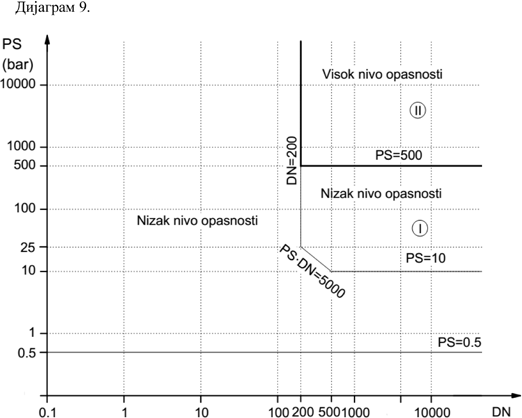 Дијаграм 9.
PS
(bar)
10000
1000
500
100
25
10
1
0.5
Visok nivo opasnosti
II
DN=200
PS=500
Nizak nivo opasnosti
Nizak nivo opasnosti
I
PS·DN=5000
PS=10
PS=0.5
0.1
1
10
100
200
500
1000
10000
DN